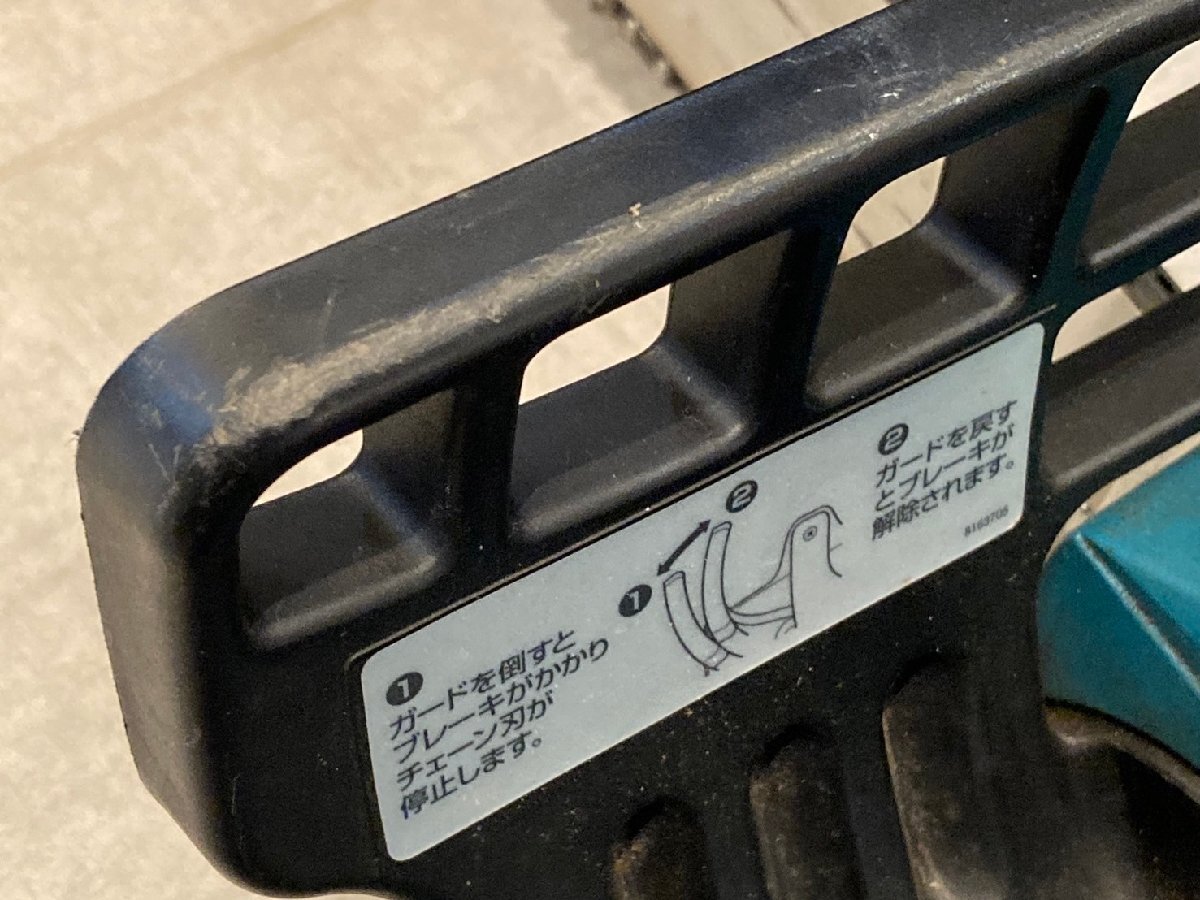 ❶
ガードを倒すと
ブレーキがかかり
チェーン刃が
停止します。
❶
❷
❷
ガードを戻す
とブレーキが
解除されます。